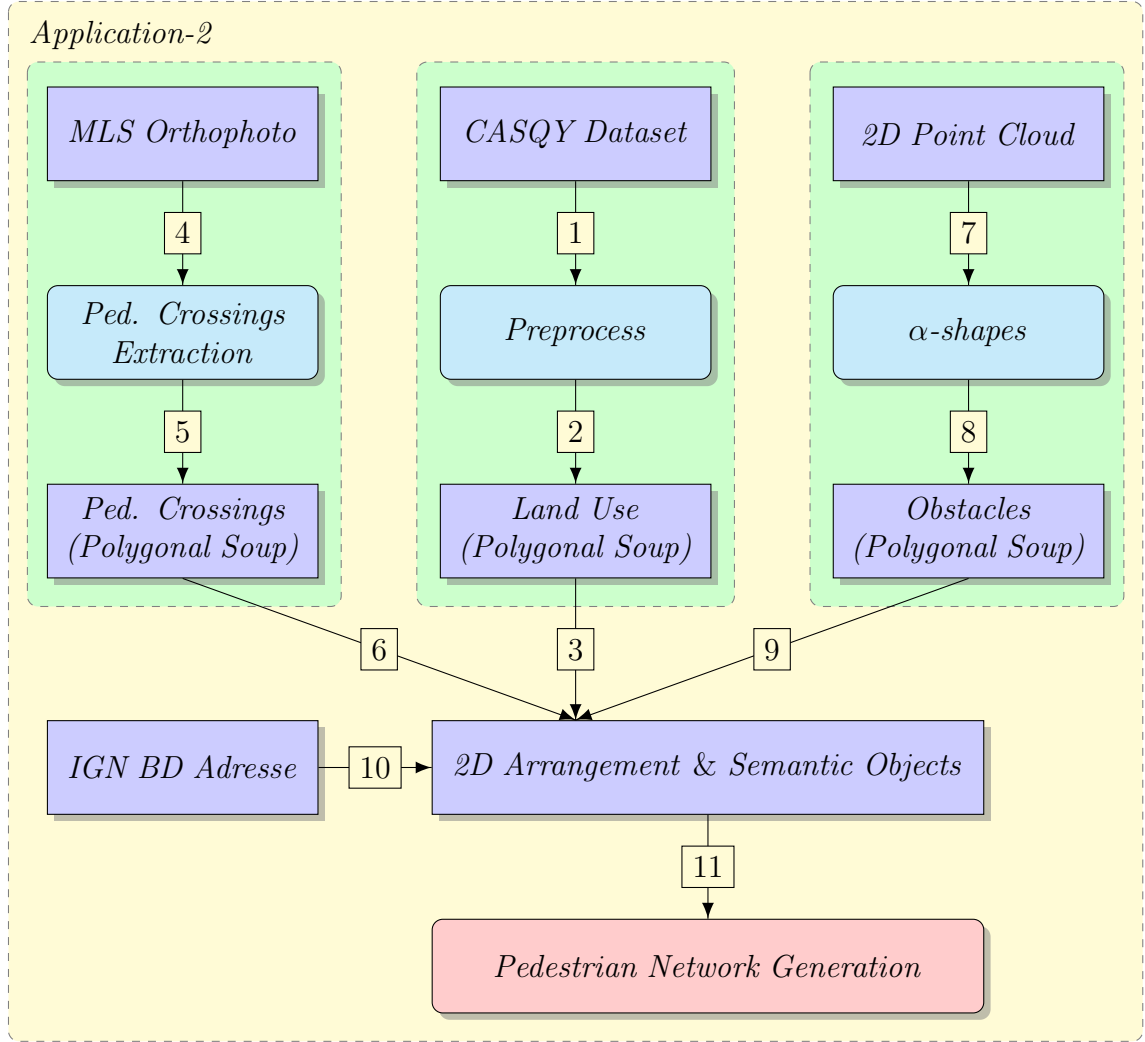 Application-2
MLS Orthophoto
CASQY Dataset
2D Point Cloud
4
1
7
Ped. Crossings
Extraction
Preprocess
α-shapes
5
2
8
Ped. Crossings
(Polygonal Soup)
Land Use
(Polygonal Soup)
Obstacles
(Polygonal Soup)
6
3
9
IGN BD Adresse
10
2D Arrangement & Semantic Objects
11
Pedestrian Network Generation